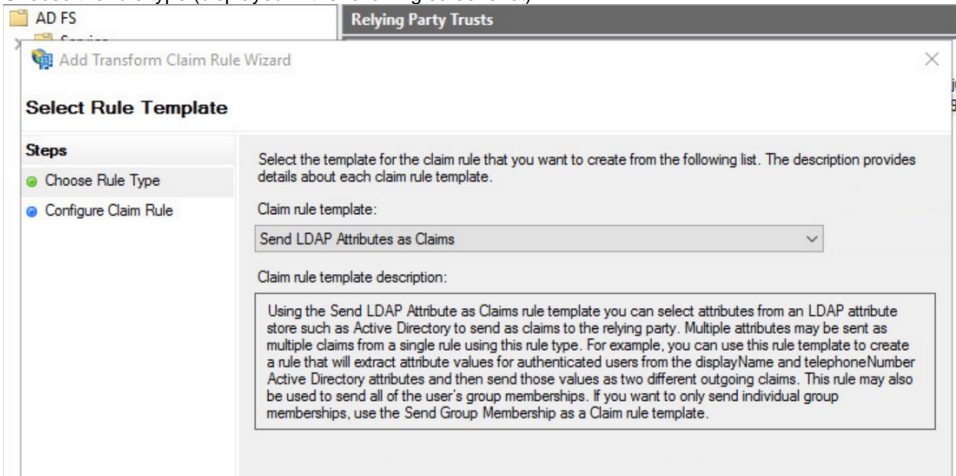 AD FS
Relying Party Trusts
Add Transform Claim Rule Wizard
Select Rule Template
Steps
Choose Rule Type
Configure Claim Rule
Select the template for the claim rule that you want to create from the following list. The description provides
details about each claim rule template.
Claim rule template:
Send LDAP Attributes as Claims
Claim rule template description:
Using the Send LDAP Attribute as Claims rule template you can select attributes from an LDAP attribute
store such as Active Directory to send as claims to the relying party. Multiple attributes may be sent as
multiple claims from a single rule using this rule type. For example, you can use this rule template to create
a rule that will extract attribute values for authenticated users from the displayName and telephoneNumber
Active Directory attributes and then send those values as two different outgoing claims. This rule may also
be used to send all of the user's group memberships. If you want to only send individual group
memberships, use the Send Group Membership as a Claim rule template.